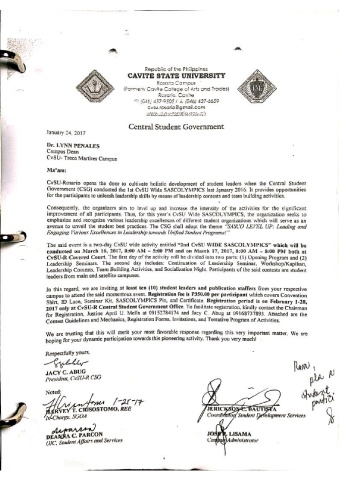 Republic of the Philippines
CAVITE STATE UNIVERSITY
Rosario Campus
(Formerly Cavite College of Arts and Trades)
Rosario, Cavite
(046) 437-9505 / (046) 437-6659
cvsu.rosario@gmail.com
Central Student Government
January 24, 2017
Dr. LYNN PENALES
Campus Dean
CvSU- Trece Martires Campus
Ma'am:
CvSU-Rosario opens the door to cultivate holistic development of student leaders when the Central Student
Government (CSG) conducted the 1st CvSU Wide SASCOLYMPICS last January 2016. It provides opportunities
for the participants to unleash leadership skills by means of leadership contests and team building activities.
Consequently, the organizers aim to level up and increase the intensity of the activities for the significant
improvement of all participants. Thus, for this year's CvSU Wide SASCOLYMPICS, the organization seeks to
emphasize and recognize various leadership excellences of different student organizations which will serve as an
avenue to unveil the best practices. The CSG shall adopt the theme "SASCO LEVEL UP: Leading and
Engaging Various Excellences in Leadership towards Unified Student Programs".
The said event is a two-day CvSU wide activity entitled "2nd CvSU WIDE SASCOLYMPICS" which will be
conducted on March 16, 2017, 8:00 AM – 5:00 PM and on March 17, 2017, 8:00 AM – 8:00 PM both at
CvSU-R Covered Court. The first day of the activity will be divided into two parts: (1) Opening Program and (2)
Leadership Seminars. The second day includes: Continuation of Leadership Seminar, Workshop/Kapihan,
Leadership Contests, Team Building Activities, and Socialization Night. Participants of the said contests are student
leaders from main and satellite campuses.
In this regard, we are inviting at least ten (10) student leaders and publication staffers from your respective
campus to attend the said momentous event. Registration fee is P350.00 per participant which covers Convention
Shirt, ID Lace, Seminar Kit, SASCOLYMPICS Pin, and Certificate. Registration period is on February 1-28,
2017 only at CvSU-R Central Student Government Office. To facilitate registration, kindly contact the Chairman
for Registration, Justine April U. Mella at 09152784174 and Jacy C. Abug at 09168737893. Attached are the
Contest Guidelines and Mechanics, Registration Forms, Invitations, and Tentative Program of Activities.
We are trusting that this will merit your most favorable response regarding this very important matter. We are
hoping for your dynamic participation towards this pioneering activity. Thank you very much!
Respectfully yours,
JACY C. ABUG
President, CvSU-R CSG
Noted:
1-25-17
HARVEY T. CRISOSTOMO, REE
In-Charge, SGOA
JERICKSON C. BAUTISTA
Coordinator, Student Development Services
DEANNA C. PARCON
OIC, Student Affairs and Services
JOSE R. LISAMA
Campus Administrator